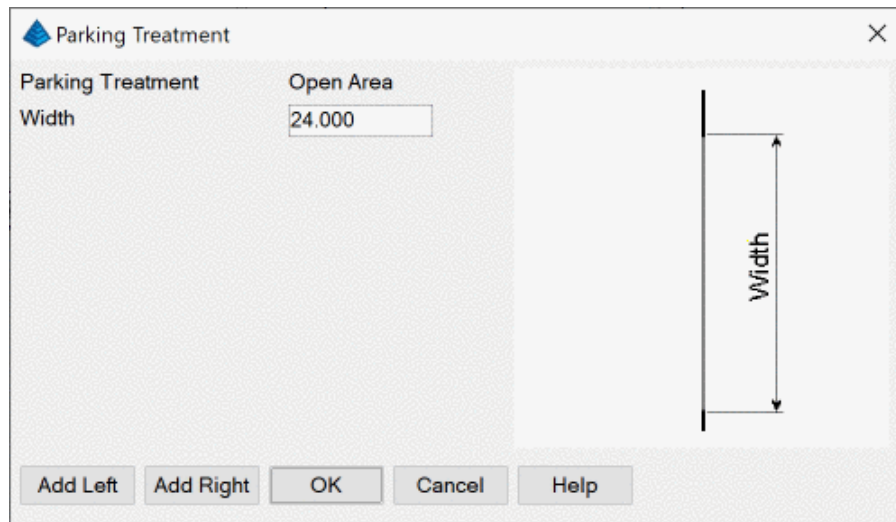 Parking Treatment
Parking Treatment Open Area
Width 24.000
Width
Add Left Add Right OK Cancel Help